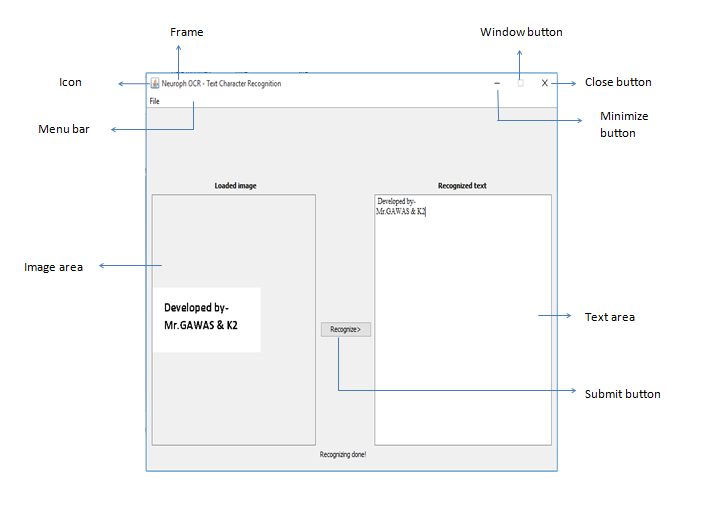 Frame
Window button
Icon
Neuroph OCR - Text Character Recognition
Close button
File
Menu bar
Minimize
button
Loaded image
Recognized text
Developed by-
Mr.GAWAS & K2
Image area
Developed by-
Mr.GAWAS & K2
Recognize>
Text area
Submit button
Recognizing done!